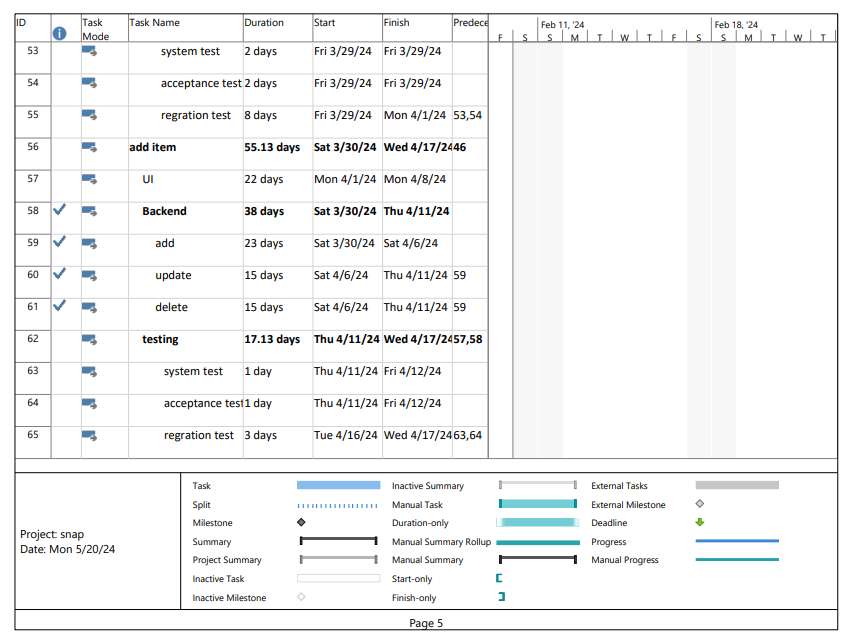 ID Task Mode Task Name Duration Start Finish Predece
Feb 11, '24 Feb 18, '24
F S S M T W T F S S M T W T
53 system test 2 days Fri 3/29/24 Fri 3/29/24
54 acceptance test 2 days Fri 3/29/24 Fri 3/29/24
55 regration test 8 days Fri 3/29/24 Mon 4/1/24 53,54
56 add item 55.13 days Sat 3/30/24 Wed 4/17/24 46
57 UI 22 days Mon 4/1/24 Mon 4/8/24
58 Backend 38 days Sat 3/30/24 Thu 4/11/24
59 add 23 days Sat 3/30/24 Sat 4/6/24
60 update 15 days Sat 4/6/24 Thu 4/11/24 59
61 delete 15 days Sat 4/6/24 Thu 4/11/24 59
62 testing 17.13 days Thu 4/11/24 Wed 4/17/24 57,58
63 system test 1 day Thu 4/11/24 Fri 4/12/24
64 acceptance test 1 day Thu 4/11/24 Fri 4/12/24
65 regration test 3 days Tue 4/16/24 Wed 4/17/24 63,64
Project: snap
Date: Mon 5/20/24
Task Inactive Summary External Tasks
Split Manual Task External Milestone
Milestone Duration-only Deadline
Summary Manual Summary Rollup Progress
Project Summary Manual Summary Manual Progress
Inactive Task Start-only
Inactive Milestone Finish-only
Page 5